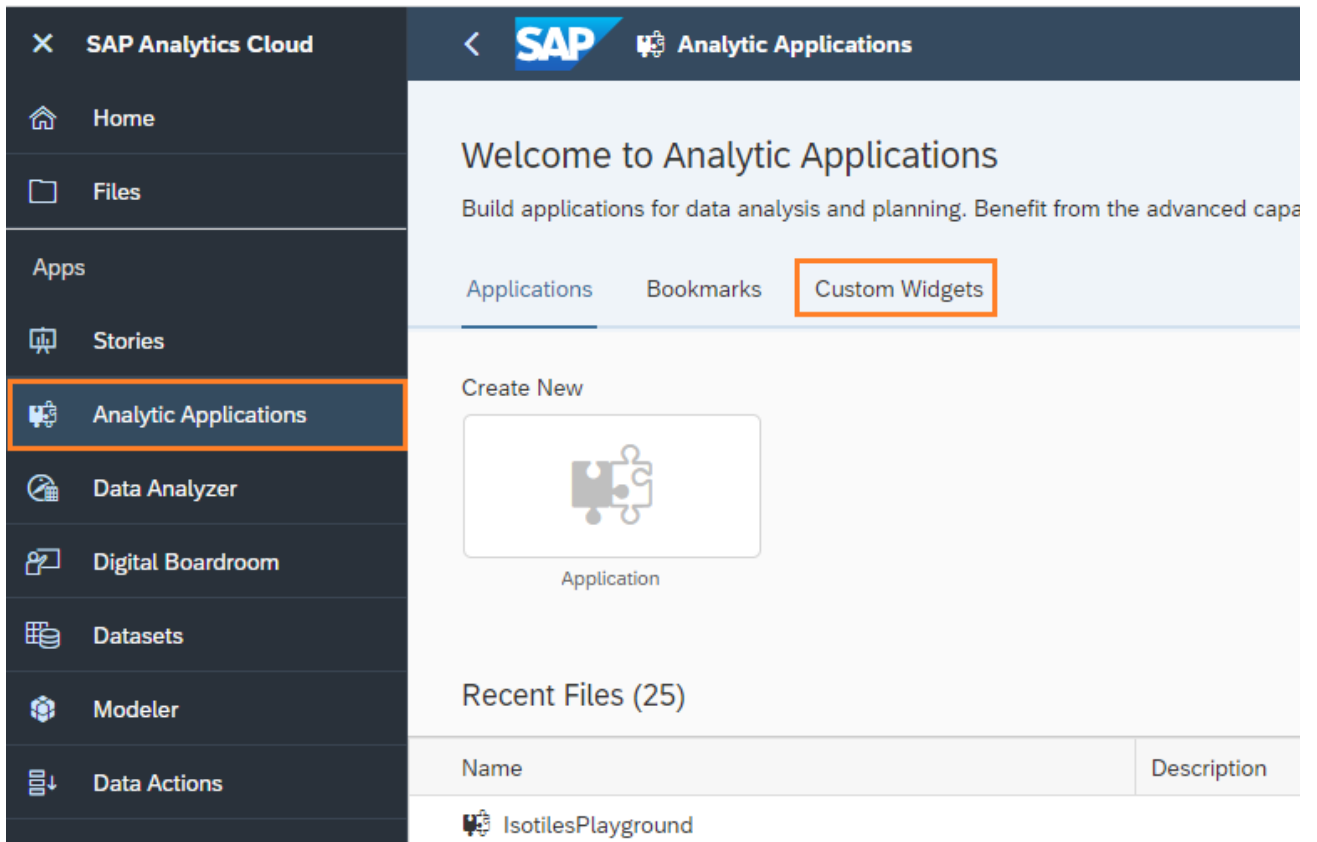 SAP Analytics Cloud
Home
Files
Apps
Stories
Analytic Applications
Data Analyzer
Digital Boardroom
Datasets
Modeler
Data Actions
SAP Analytic Applications
Welcome to Analytic Applications
Build applications for data analysis and planning. Benefit from the advanced capa
Applications Bookmarks Custom Widgets
Create New
Application
Recent Files (25)
Name Description
IsotilesPlayground